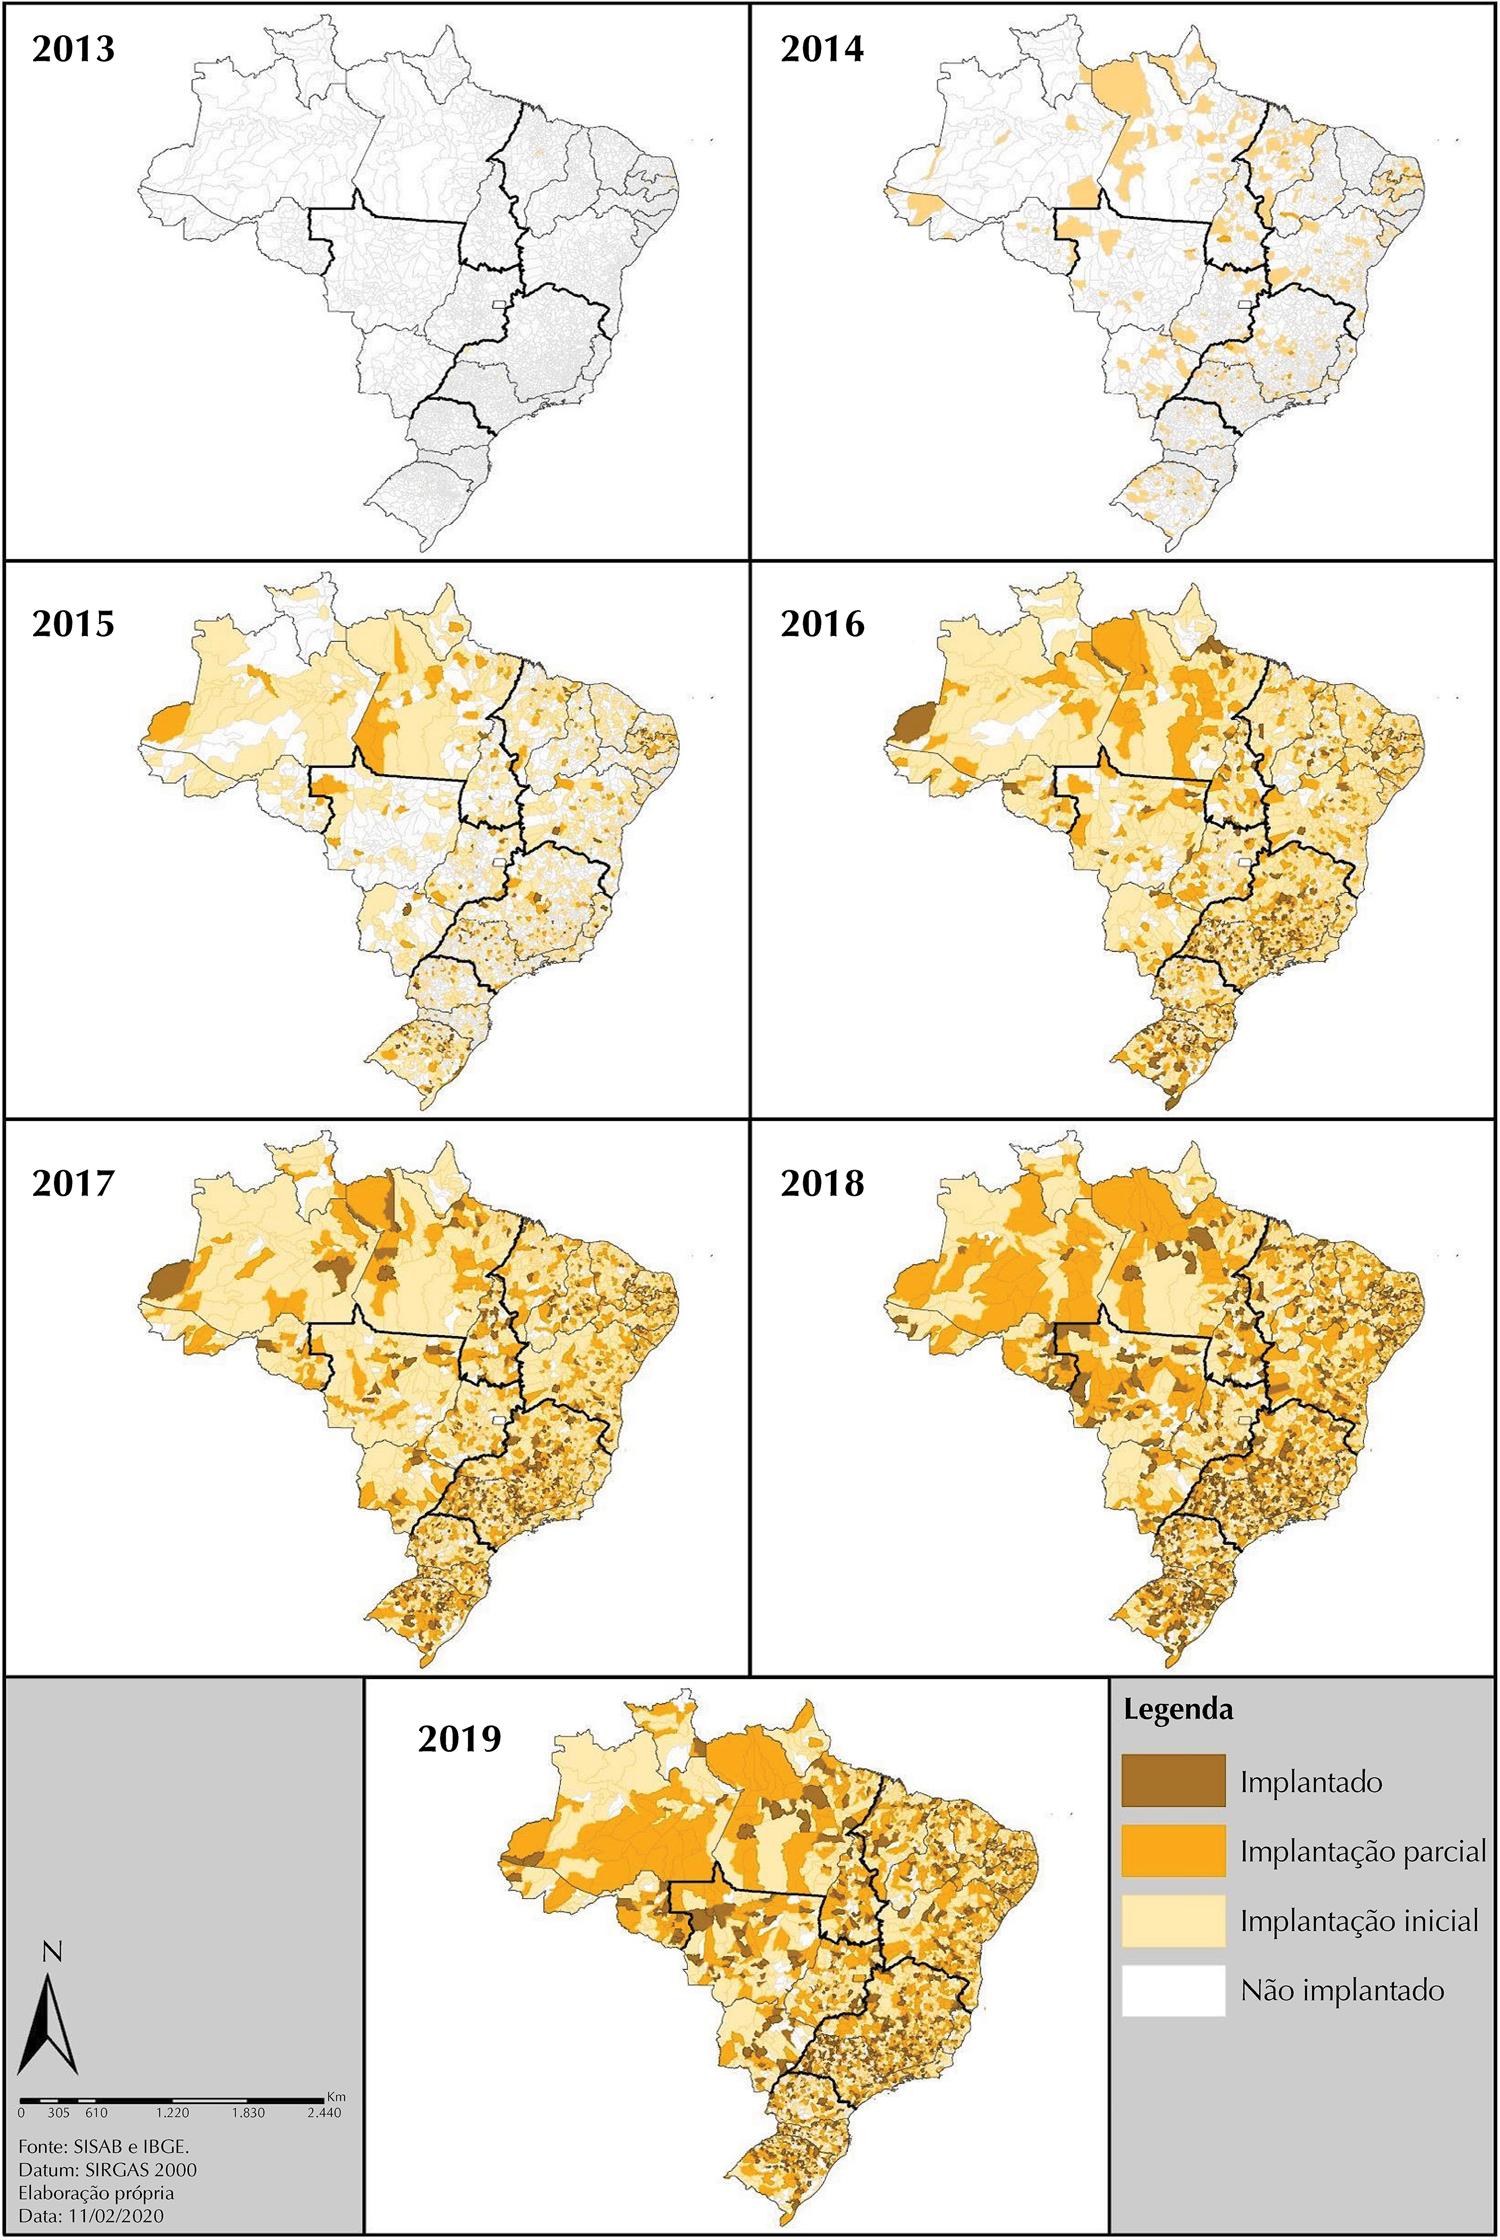 2013
2014
2015
2016
2017
2018
2019
Legenda
Implantado
Implantação parcial
Implantação inicial
Não implantado
N
Km
0 305 610 1.220 1.830 2.440
Fonte: SISAB e IBGE.
Datum: SIRGAS 2000
Elaboração própria
Data: 11/02/2020